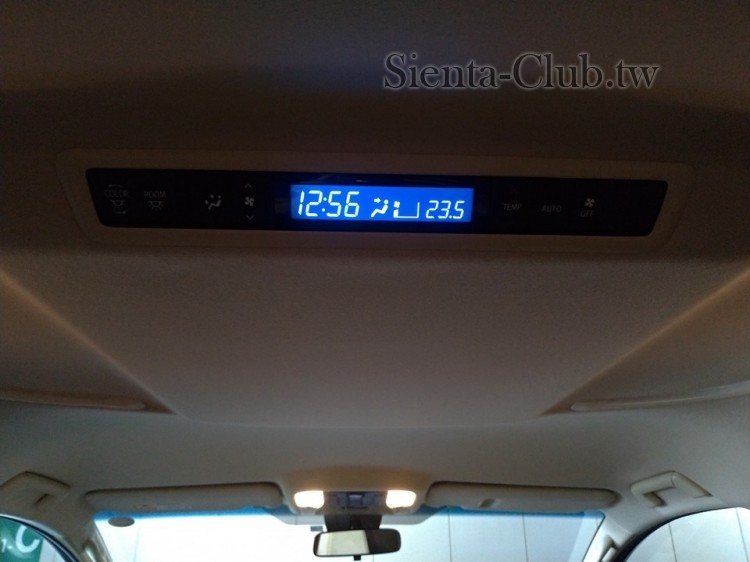 Sienta-Club.tw
COLOR ROOM 12:56 23.5 TEMP AUTO OFF
C